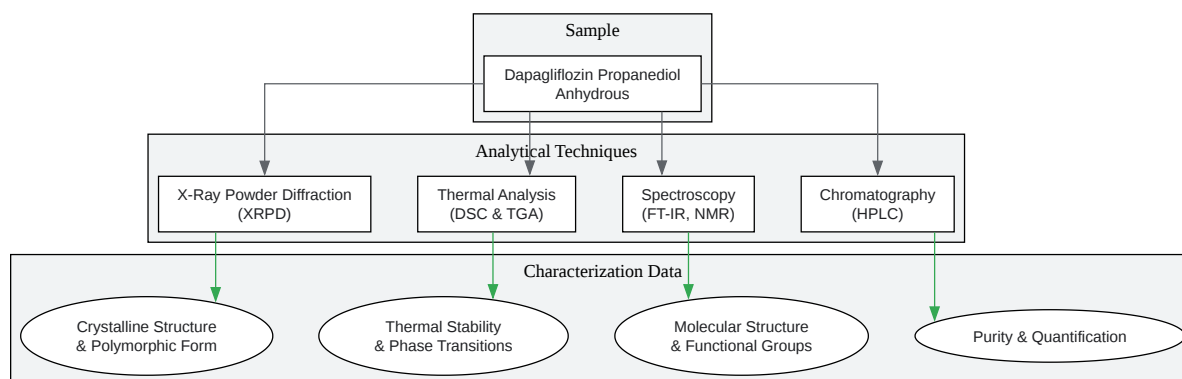 Sample
Dapagliflozin Propanediol
Anhydrous
Analytical Techniques
X-Ray Powder Diffraction
(XRPD)
Thermal Analysis
(DSC & TGA)
Spectroscopy
(FT-IR, NMR)
Chromatography
(HPLC)
Characterization Data
Crystalline Structure
& Polymorphic Form
Thermal Stability
& Phase Transitions
Molecular Structure
& Functional Groups
Purity & Quantification